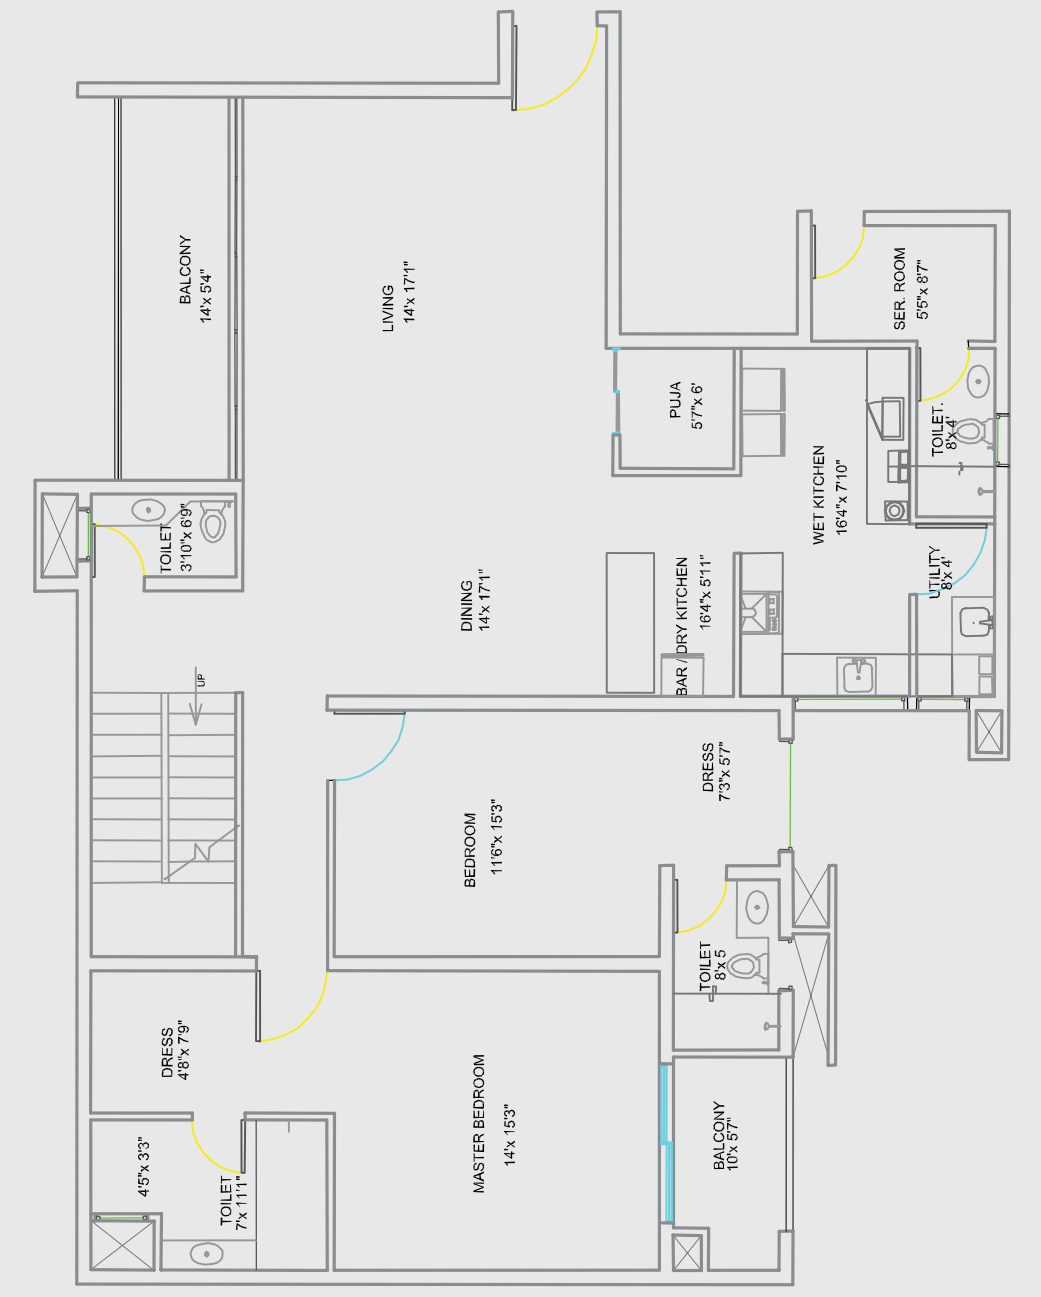 BALCONY
14'x 5'4"
LIVING
14'x 17'1"
SER. ROOM
5'5"x 8'7"
PUJA
5'7"x 6'
TOILET.
8'x 4'
WET KITCHEN
16'4"x 7'10"
TOILET
3'10"x 6'9"
DINING
14'x 17'1"
BAR / DRY KITCHEN
16'4"x 5'11"
UTILITY
8'x 4'
UP
DRESS
7'3"x 5'7"
BEDROOM
11'6"x 15'3"
TOILET
8'x 5
DRESS
4'8"x 7'9"
MASTER BEDROOM
14'x 15'3"
BALCONY
10'x 5'7"
4'5"x 3'3"
TOILET
7'x 11'1"